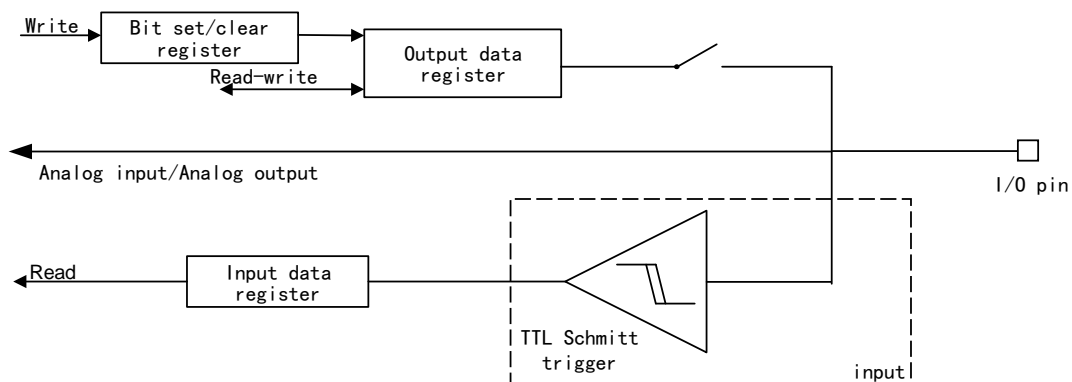 Write
Bit set/clear
register
Output data
register
Read-write
Analog input/Analog output
I/O pin
Read
Input data
register
TTL Schmitt
trigger
input